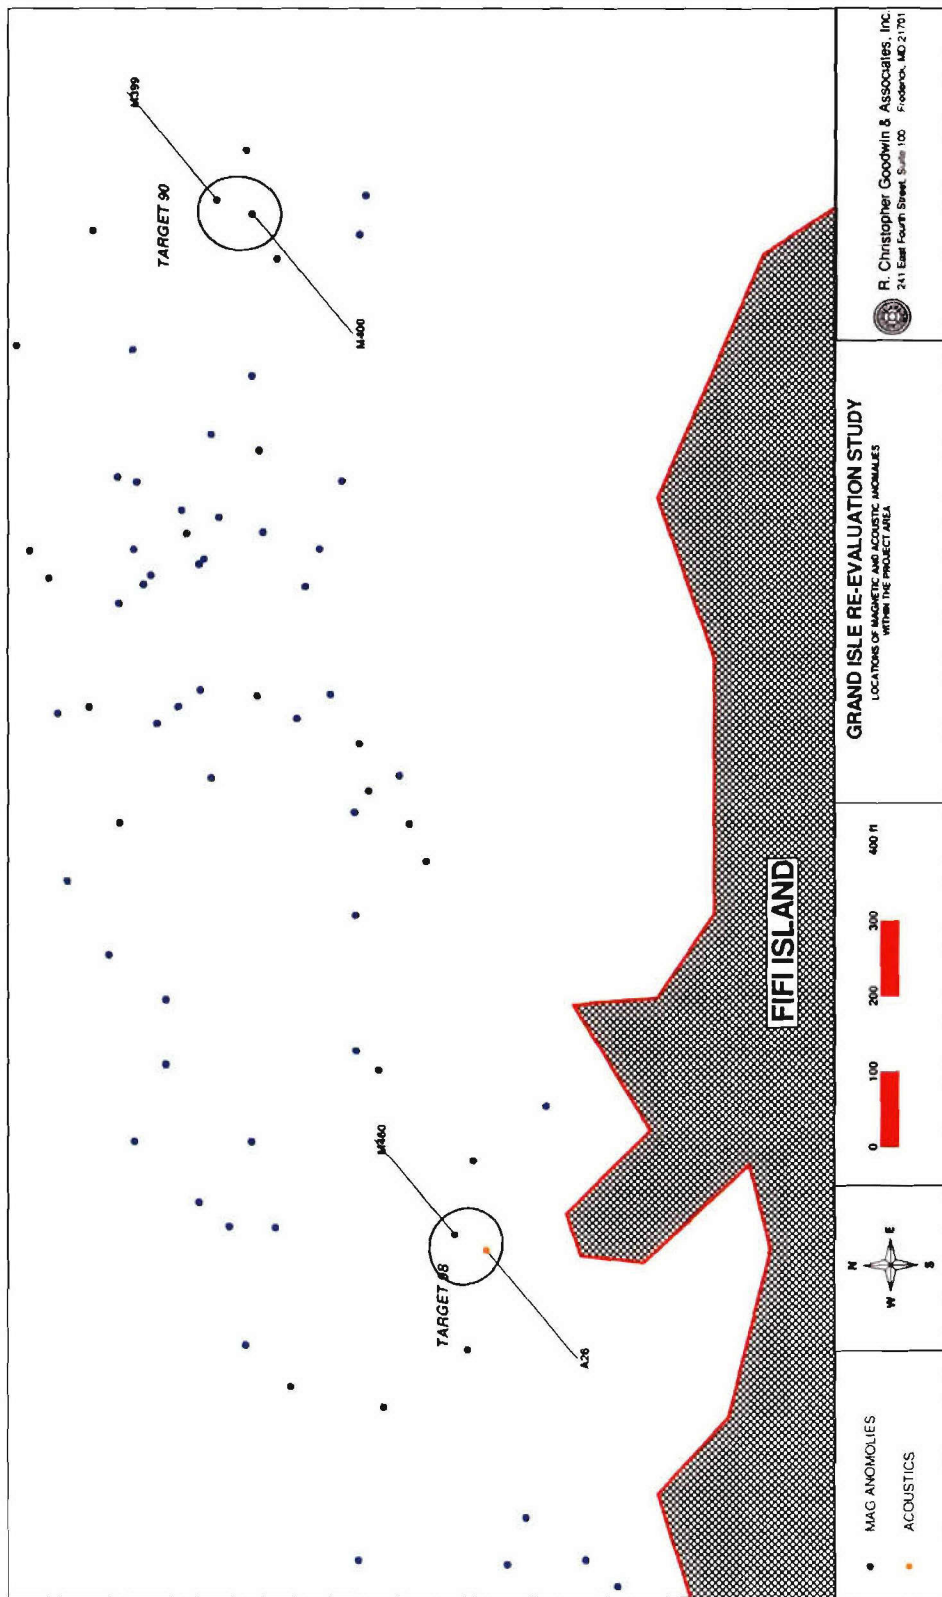 M399
TARGET 90
M400
M460
TARGET 98
A26
FIFI ISLAND
MAG ANOMOLIES
ACOUSTICS
N
W
E
S
0
100
200
300
400 ft
GRAND ISLE RE-EVALUATION STUDY
LOCATIONS OF MAGNETIC AND ACOUSTIC ANOMALIES
WITHIN THE PROJECT AREA
R. Christopher Goodwin & Associates, Inc.
241 East Fourth Street, Suite 100 Frederick, MD 21701